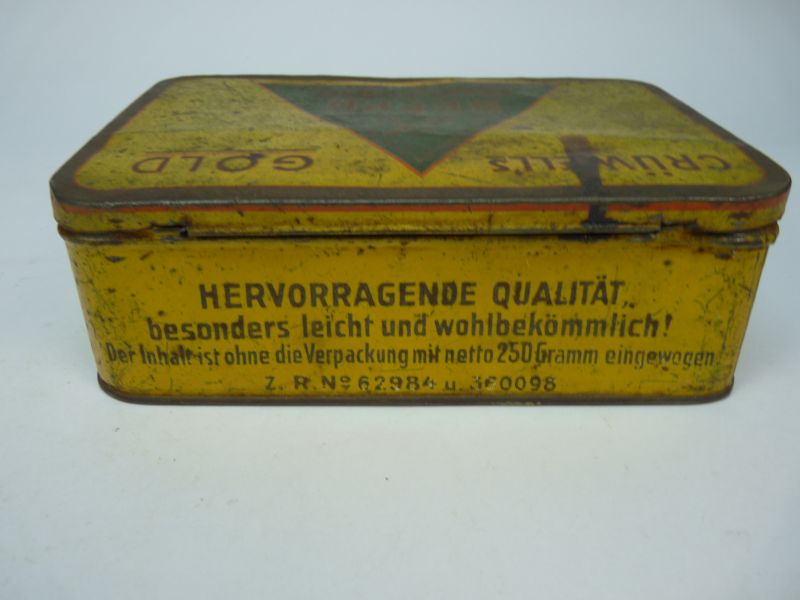 GRÜWELL'S GOLD
HERVORRAGENDE QUALITÄT,
besonders leicht und wohlbekömmlich!
Der Inhalt ist ohne die Verpackung mit netto 250 Gramm eingewogen.
Z. R. Nº 62984 u. 360098